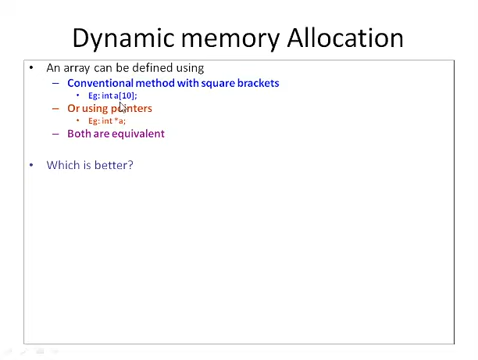 Dynamic memory Allocation
• An array can be defined using
– Conventional method with square brackets
• Eg: int a[10];
– Or using pointers
• Eg: int *a;
– Both are equivalent
• Which is better?